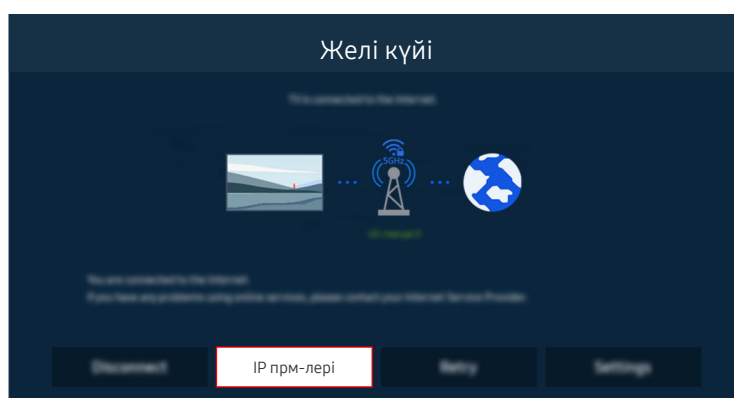 Желі күйі
TV is connected to the Internet.
5GHz
You are connected to the Internet.
If you have any problems using online services, please contact your Internet Service Provider.
Disconnect
IP прм-лері
Retry
Settings